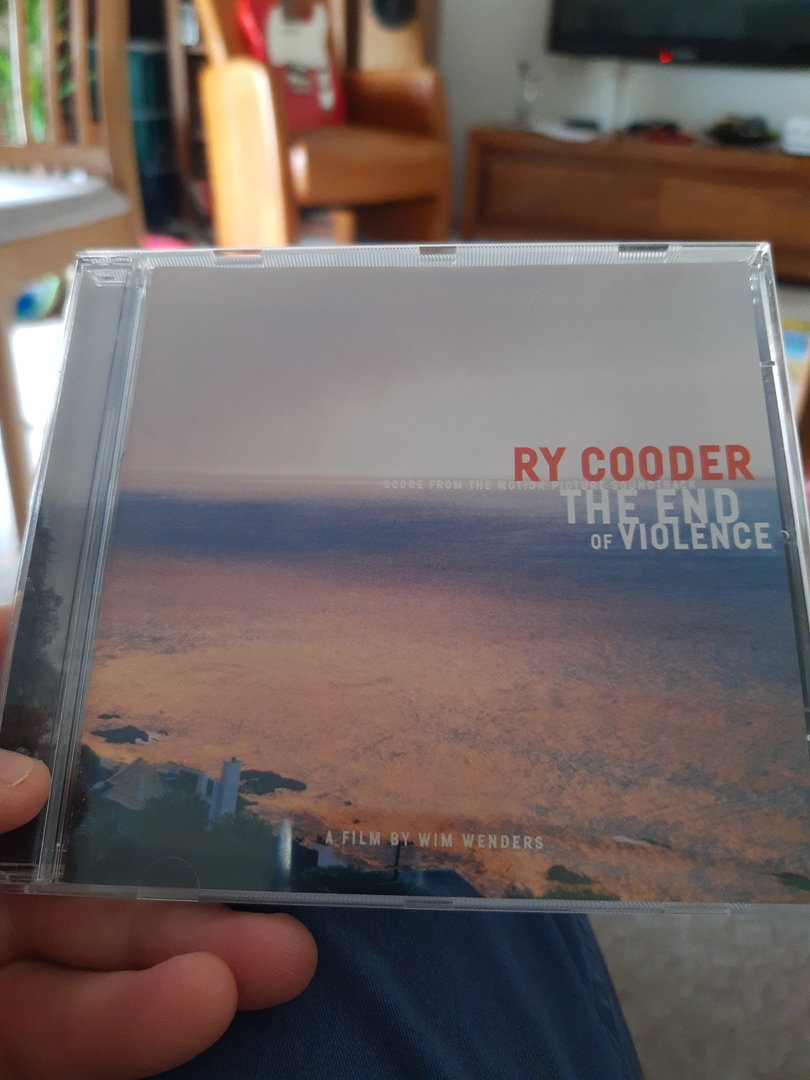 RY COODER
SCORE FROM THE MOTION PICTURE SOUNDTRACK
THE END
OF VIOLENCE
A FILM BY WIM WENDERS